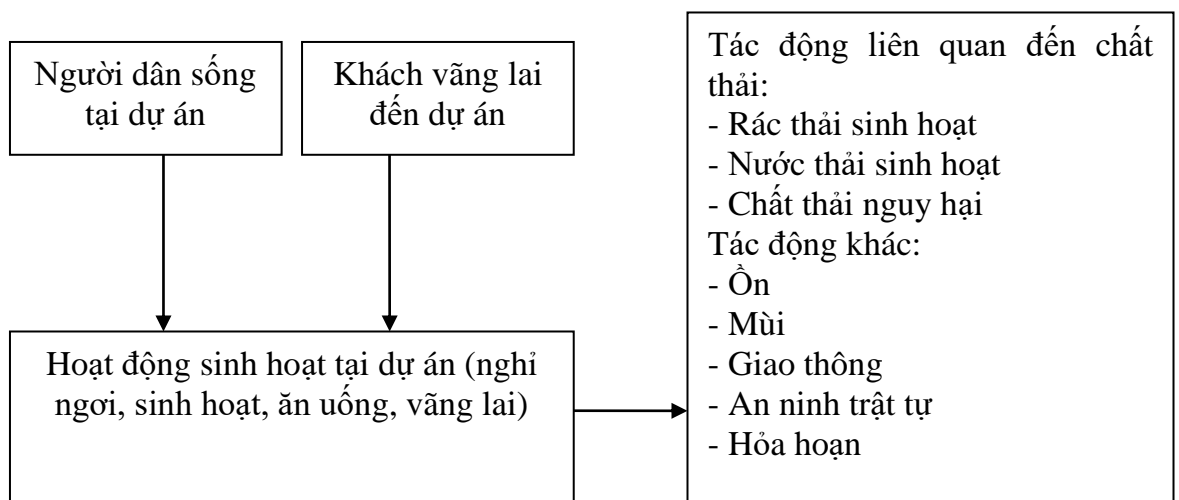 Người dân sống
tại dự án
Khách vãng lai
đến dự án
Hoạt động sinh hoạt tại dự án (nghỉ
ngơi, sinh hoạt, ăn uống, vãng lai)
Tác động liên quan đến chất
thải:
- Rác thải sinh hoạt
- Nước thải sinh hoạt
- Chất thải nguy hại
Tác động khác:
- Ồn
- Mùi
- Giao thông
- An ninh trật tự
- Hỏa hoạn